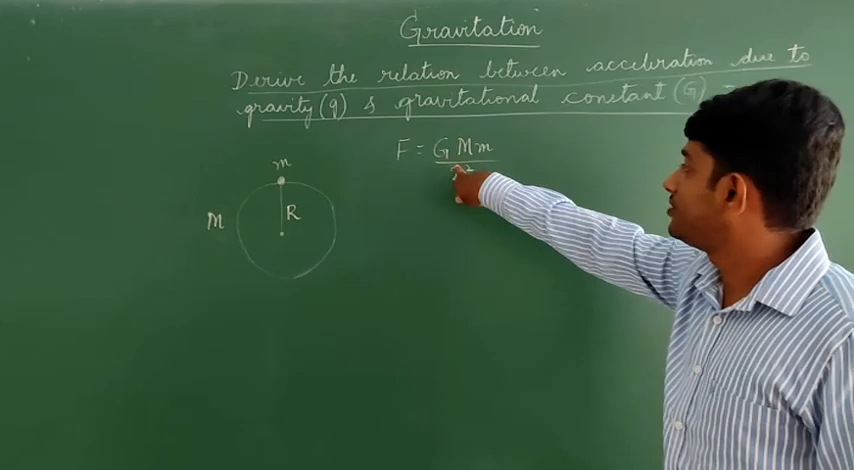 Gravitation
Derive the relation between acceleration due to
gravity (g) & gravitational constant (G)
F = G Mm
m
M
R